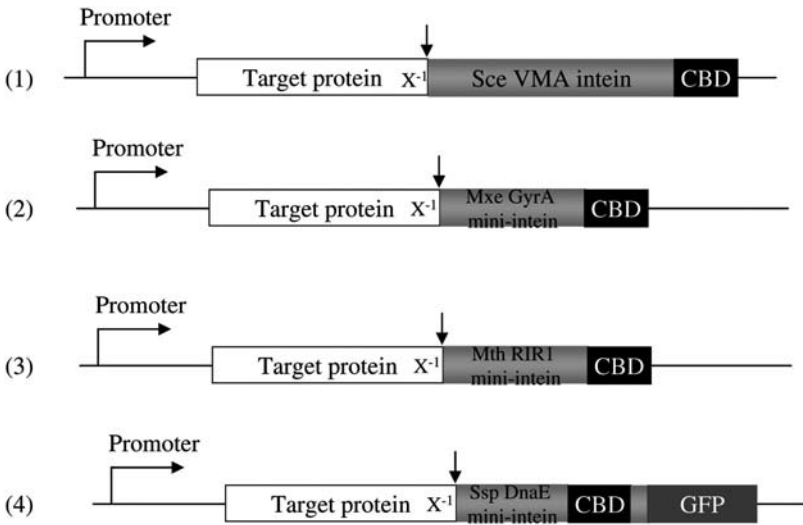 Promoter
(1) Target protein X⁻¹ Sce VMA intein CBD
Promoter
(2) Target protein X⁻¹ Mxe GyrA mini-intein CBD
Promoter
(3) Target protein X⁻¹ Mth RIR1 mini-intein CBD
Promoter
(4) Target protein X⁻¹ Ssp DnaE mini-intein CBD GFP